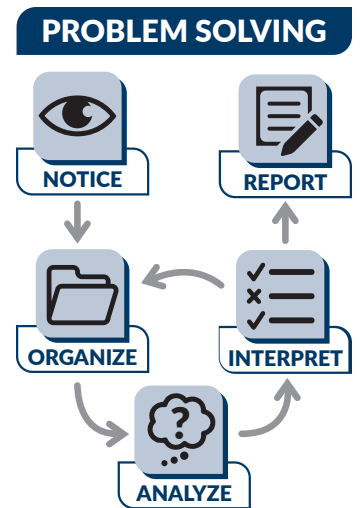 PROBLEM SOLVING
NOTICE
REPORT
ORGANIZE
INTERPRET
?
ANALYZE